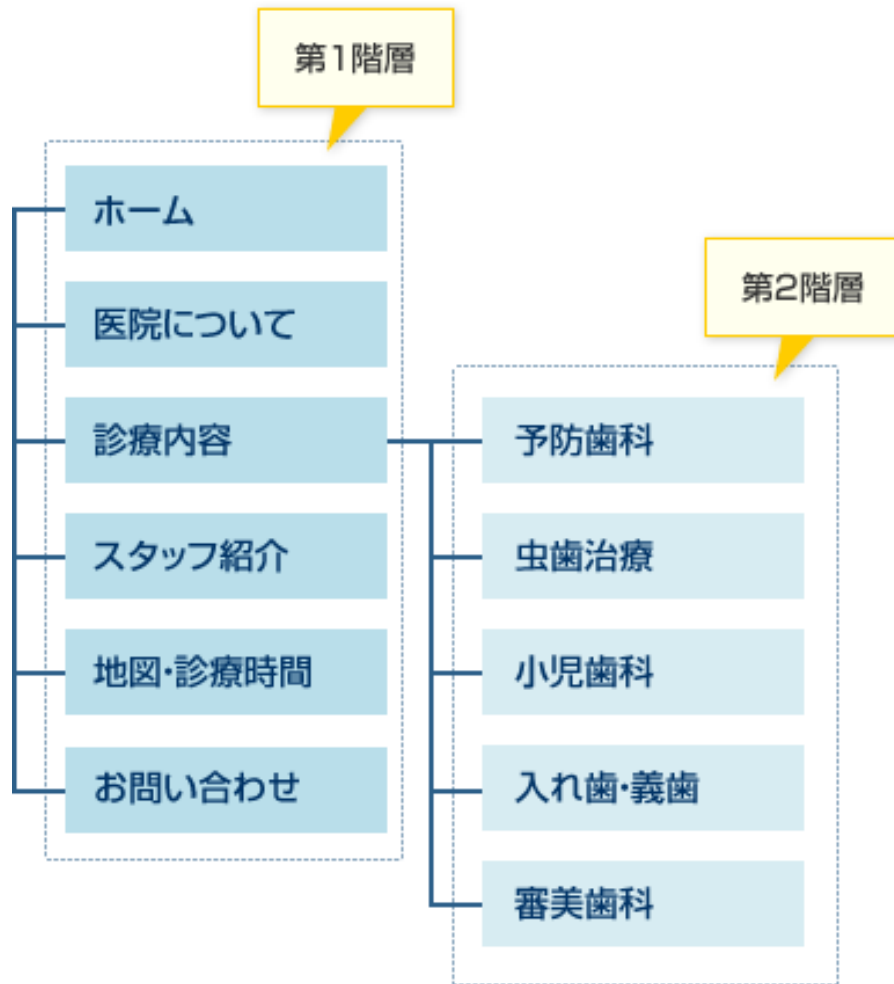 第1階層
ホーム
医院について
診療内容
スタッフ紹介
地図・診療時間
お問い合わせ
第2階層
予防歯科
虫歯治療
小児歯科
入れ歯・義歯
審美歯科